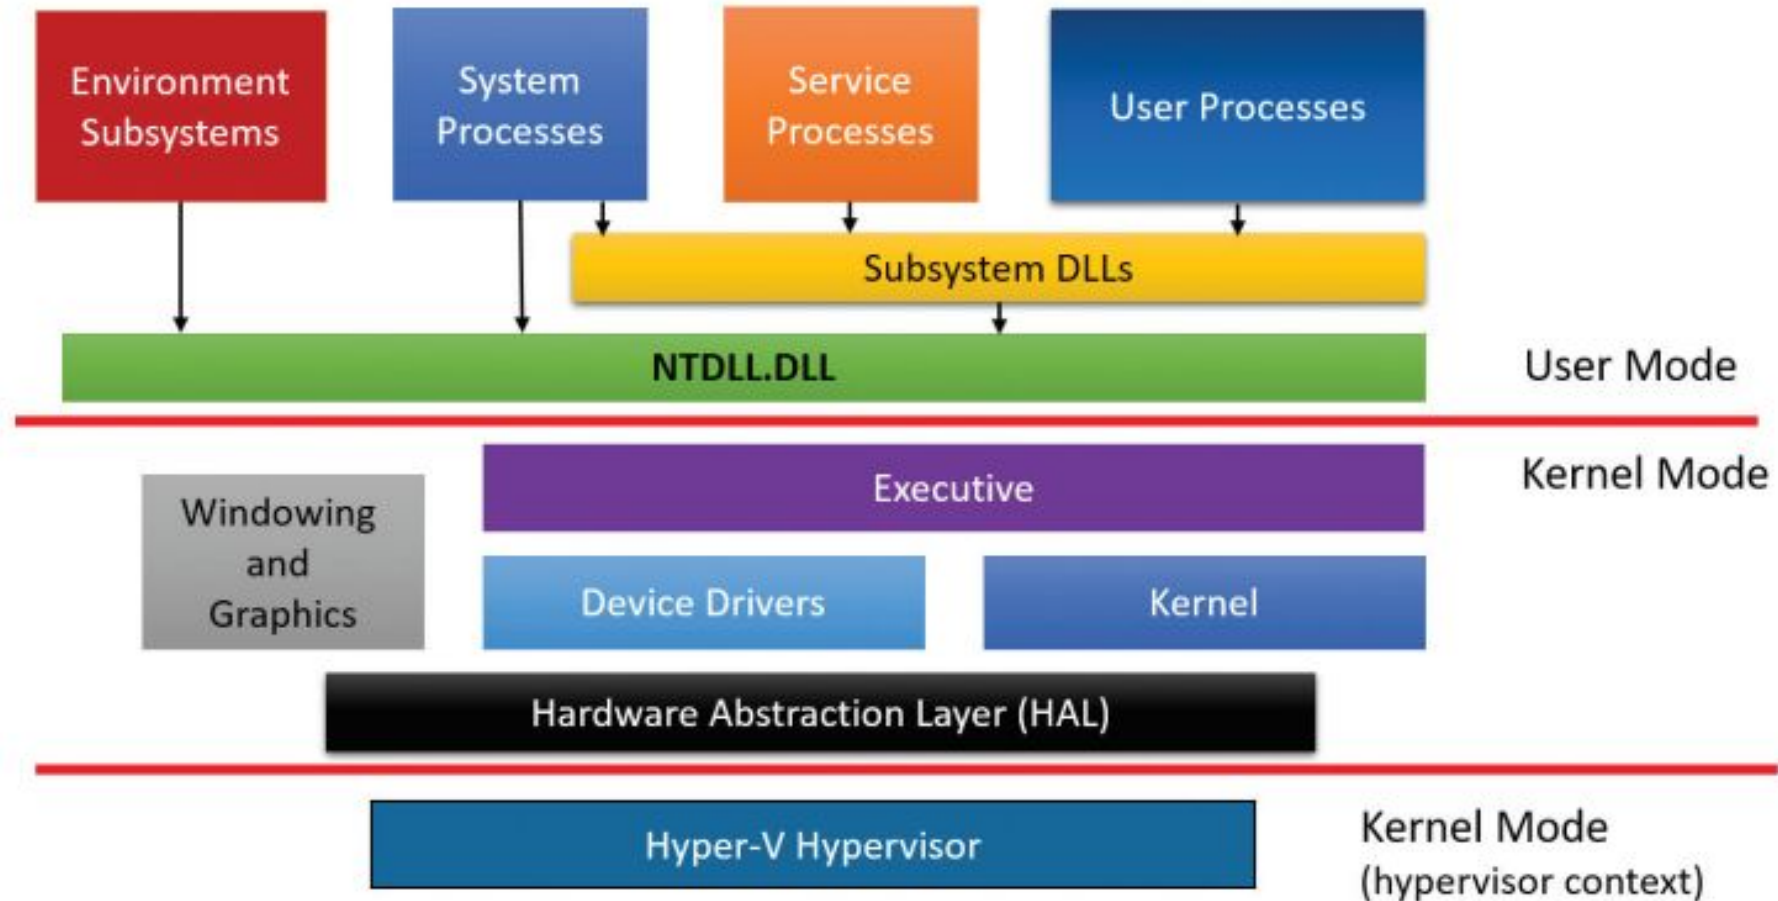 Environment
Subsystems
System
Processes
Service
Processes
User Processes
Subsystem DLLs
NTDLL.DLL
User Mode
Kernel Mode
Executive
Windowing
and
Graphics
Device Drivers
Kernel
Hardware Abstraction Layer (HAL)
Hyper-V Hypervisor
Kernel Mode
(hypervisor context)